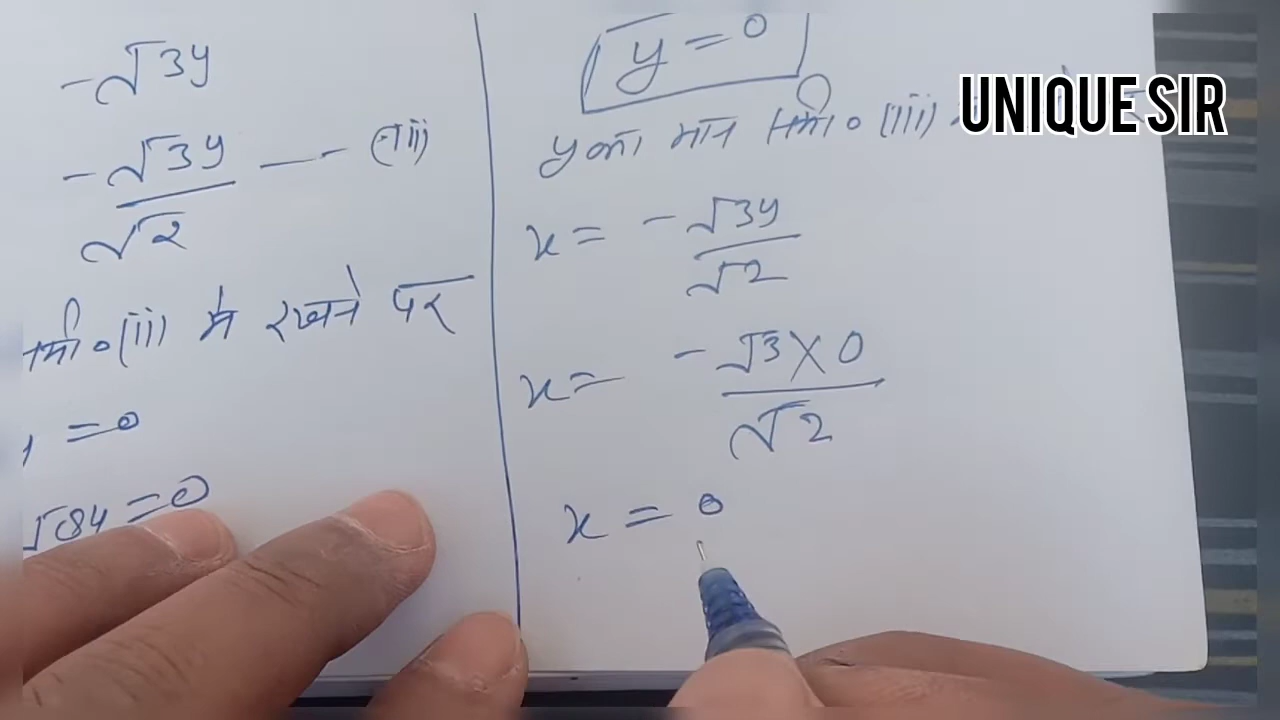 -√3y
-√3y/√2 —- (iii)
समी०(ii) में रखने पर
= 0
√8y = 0
y = 0
y का मान समी० (iii) में
x = -√3y/√2
x = -√3 × 0/√2
x = 0
UNIQUE SIR